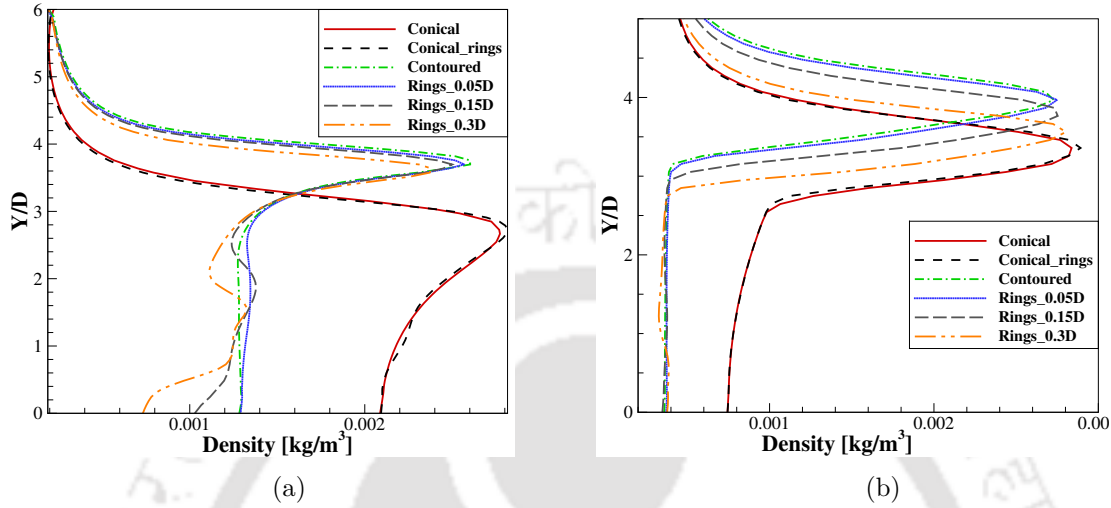 6
5
4
3
2
1
0
Y/D
0.001
0.002
Density [kg/m³]
Conical
Conical_rings
Contoured
Rings_0.05D
Rings_0.15D
Rings_0.3D
(a)
4
2
0
Y/D
0.001
0.002
0.00
Density [kg/m³]
Conical
Conical_rings
Contoured
Rings_0.05D
Rings_0.15D
Rings_0.3D
(b)